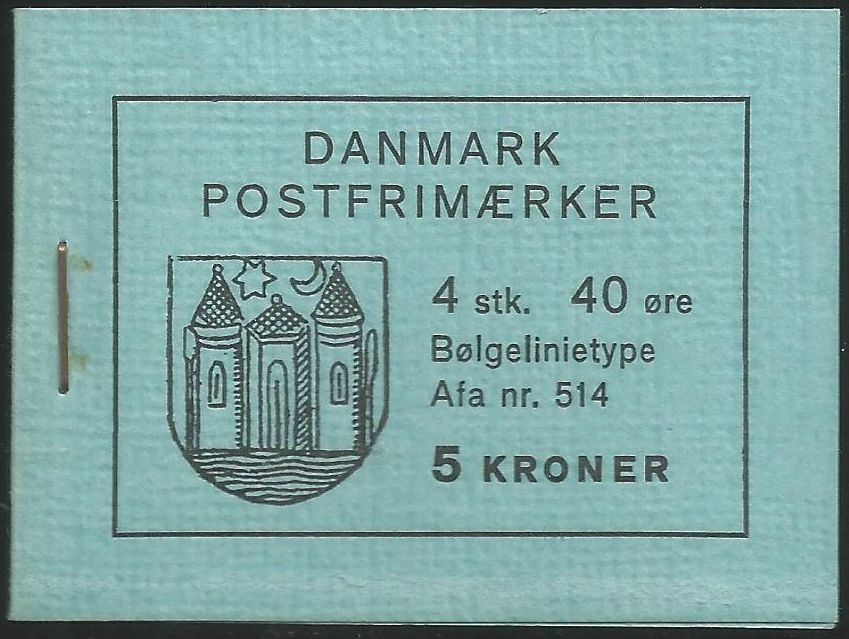 DANMARK
POSTFRIMÆRKER
4 stk. 40 øre
Bølgelinietype
Afa nr. 514
5 KRONER